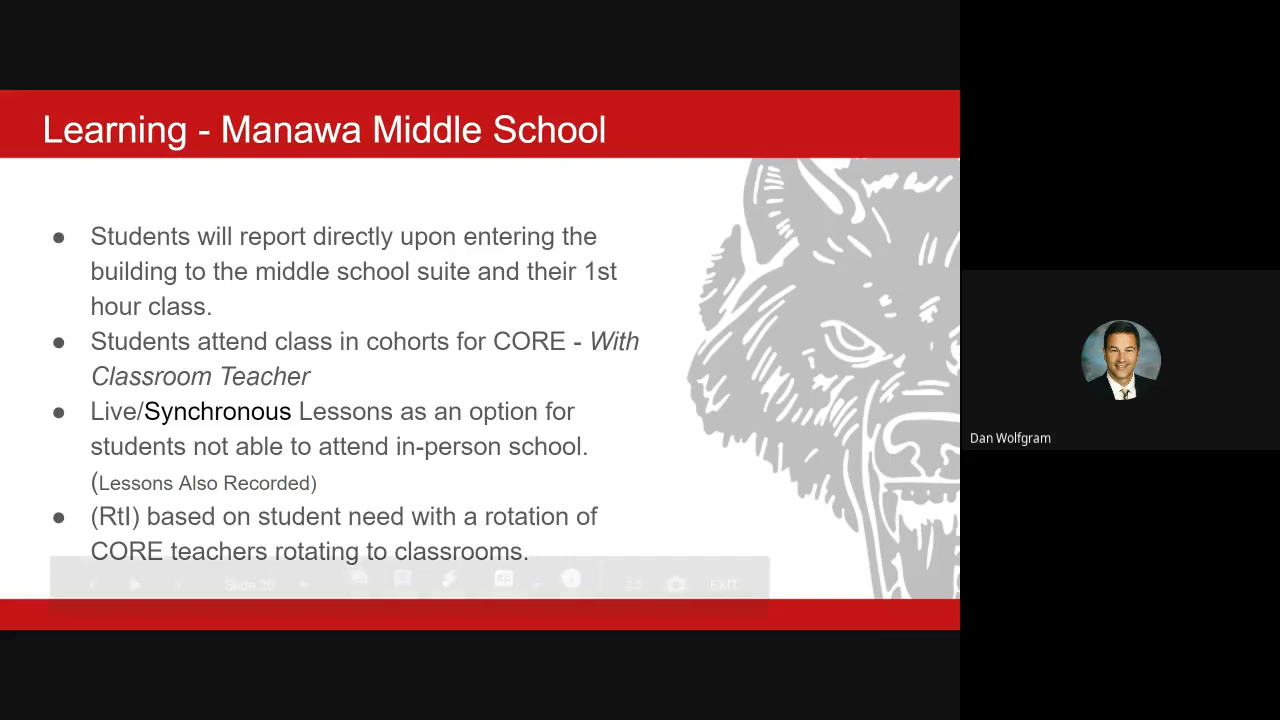 Learning - Manawa Middle School
● Students will report directly upon entering the
building to the middle school suite and their 1st
hour class.
● Students attend class in cohorts for CORE - With
Classroom Teacher
● Live/Synchronous Lessons as an option for
students not able to attend in-person school.
(Lessons Also Recorded)
● (RtI) based on student need with a rotation of
CORE teachers rotating to classrooms.
Slide 26
EXIT
Dan Wolfgram